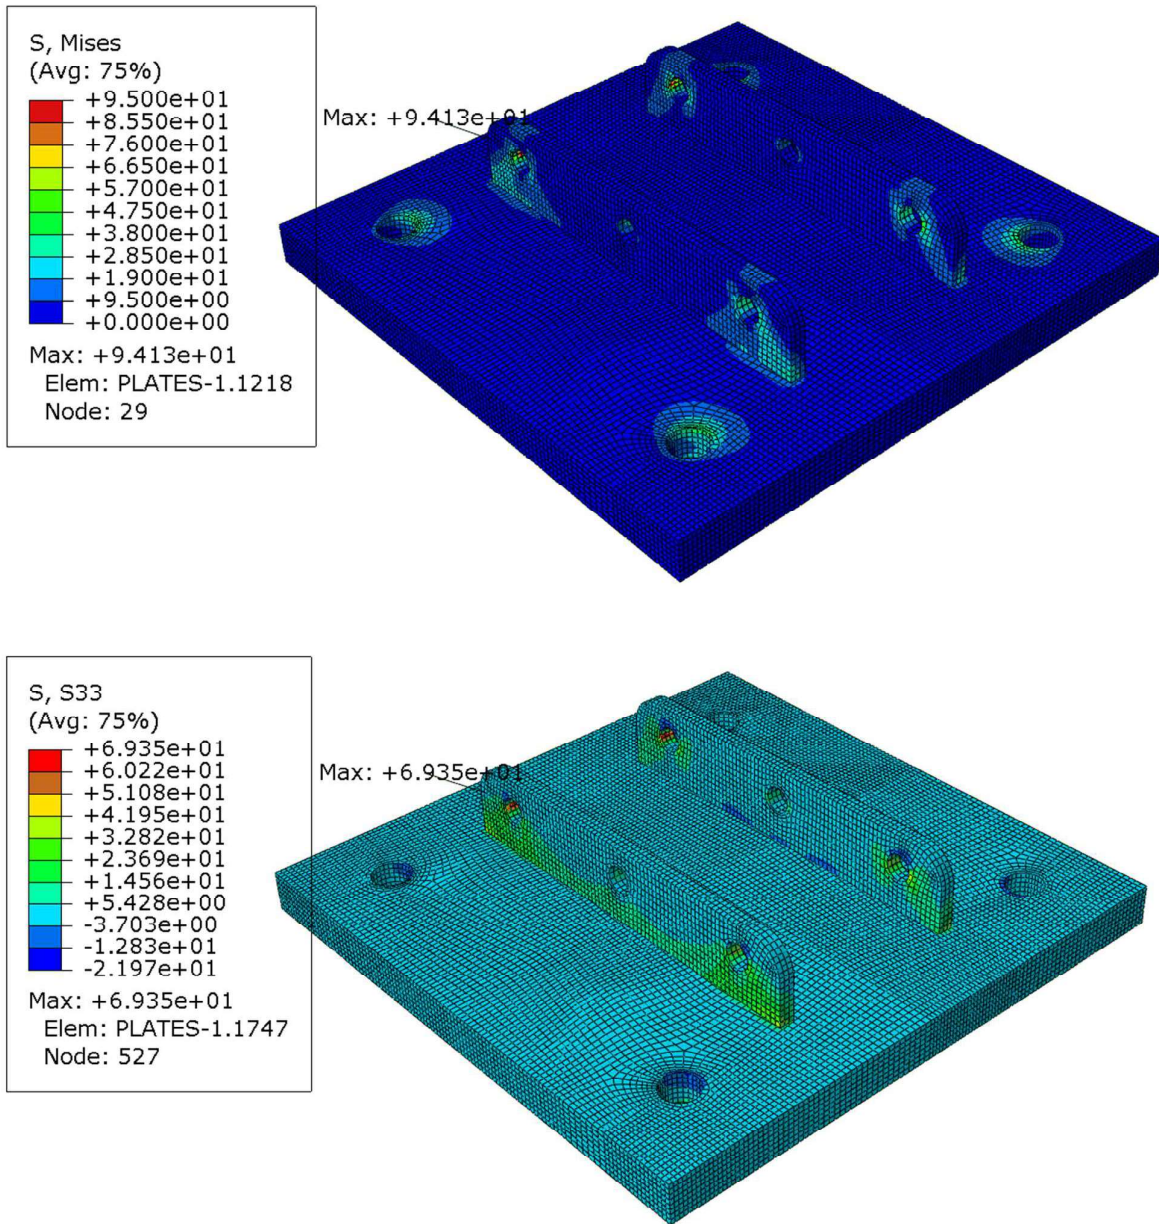 S, Mises
(Avg: 75%)
+9.500e+01
+8.550e+01
+7.600e+01
+6.650e+01
+5.700e+01
+4.750e+01
+3.800e+01
+2.850e+01
+1.900e+01
+9.500e+00
+0.000e+00
Max: +9.413e+01
Elem: PLATES-1.1218
Node: 29
Max: +9.413e+01
S, S33
(Avg: 75%)
+6.935e+01
+6.022e+01
+5.108e+01
+4.195e+01
+3.282e+01
+2.369e+01
+1.456e+01
+5.428e+00
-3.703e+00
-1.283e+01
-2.197e+01
Max: +6.935e+01
Elem: PLATES-1.1747
Node: 527
Max: +6.935e+01